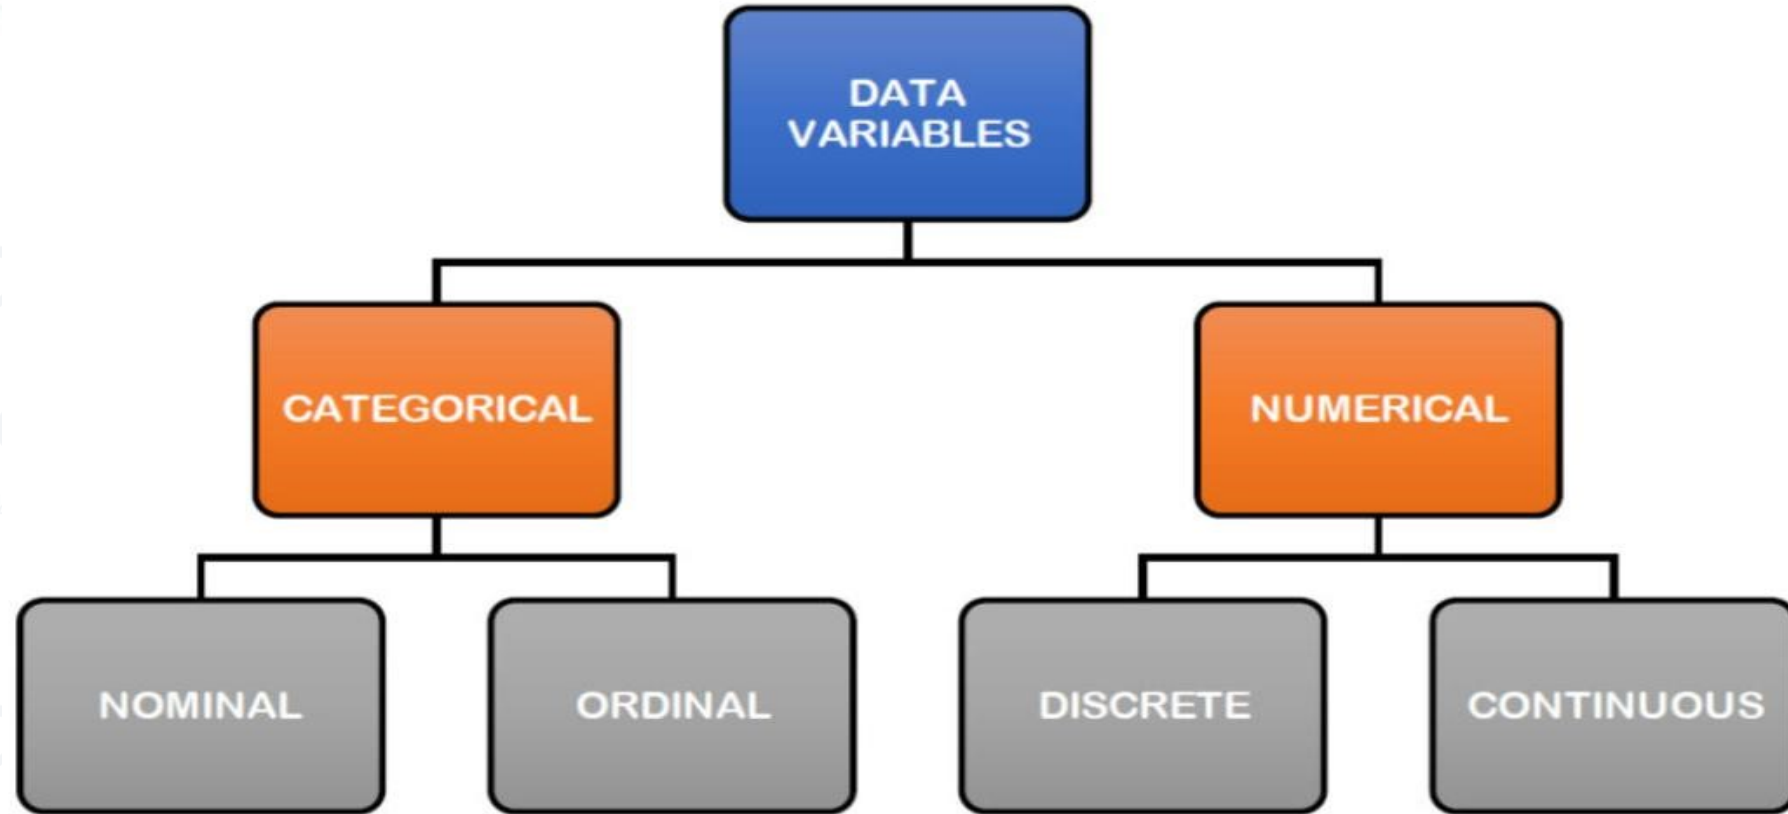 DATA
VARIABLES
CATEGORICAL
NUMERICAL
NOMINAL
ORDINAL
DISCRETE
CONTINUOUS